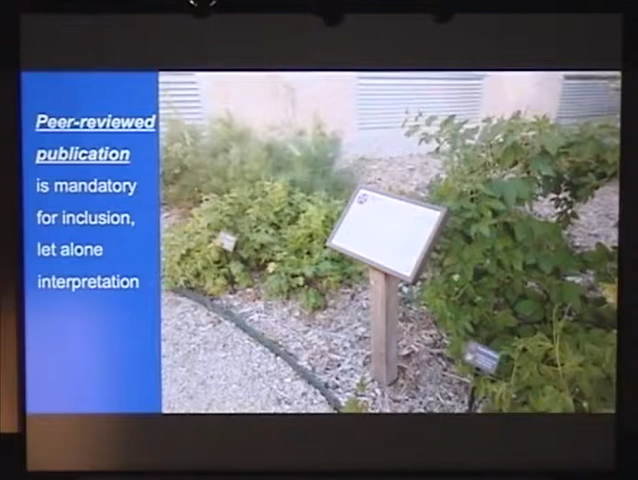 Peer-reviewed
publication
is mandatory
for inclusion,
let alone
interpretation